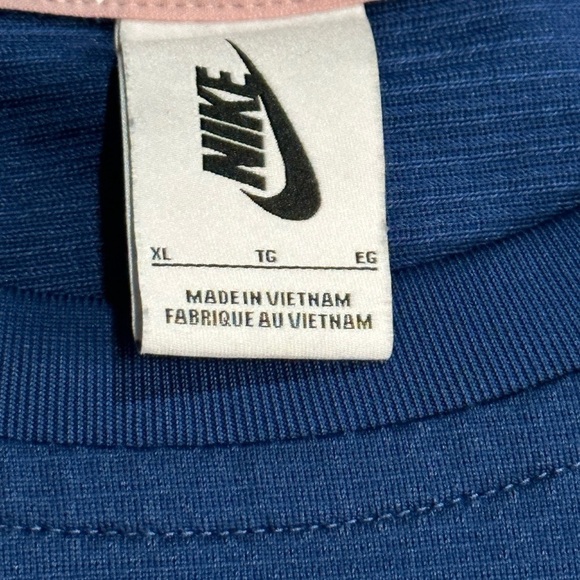 NIKE
XL TG EG
MADE IN VIETNAM
FABRIQUE AU VIETNAM